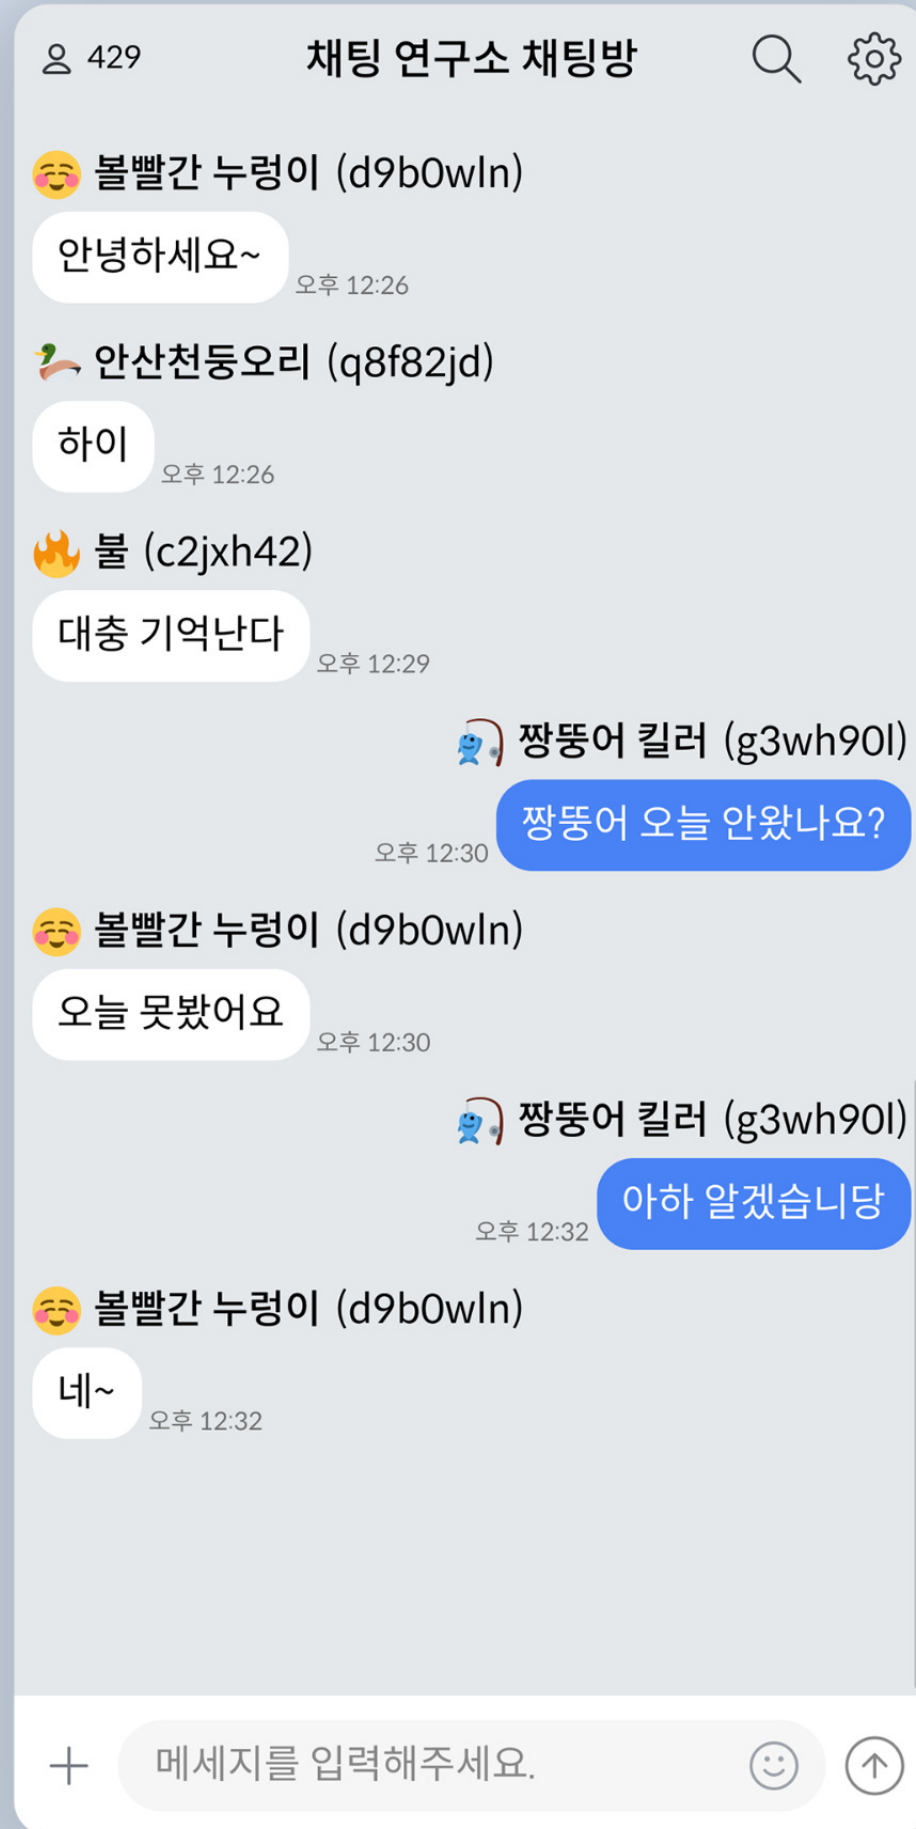 429
채팅 연구소 채팅방
볼빨간 누렁이 (d9b0wln)
안녕하세요~
오후 12:26
안산천둥오리 (q8f82jd)
하이
오후 12:26
불 (c2jxh42)
대충 기억난다
오후 12:29
짱뚱어 킬러 (g3wh90l)
짱뚱어 오늘 안왔나요?
오후 12:30
볼빨간 누렁이 (d9b0wln)
오늘 못봤어요
오후 12:30
짱뚱어 킬러 (g3wh90l)
아하 알겠습니당
오후 12:32
볼빨간 누렁이 (d9b0wln)
네~
오후 12:32
메세지를 입력해주세요.